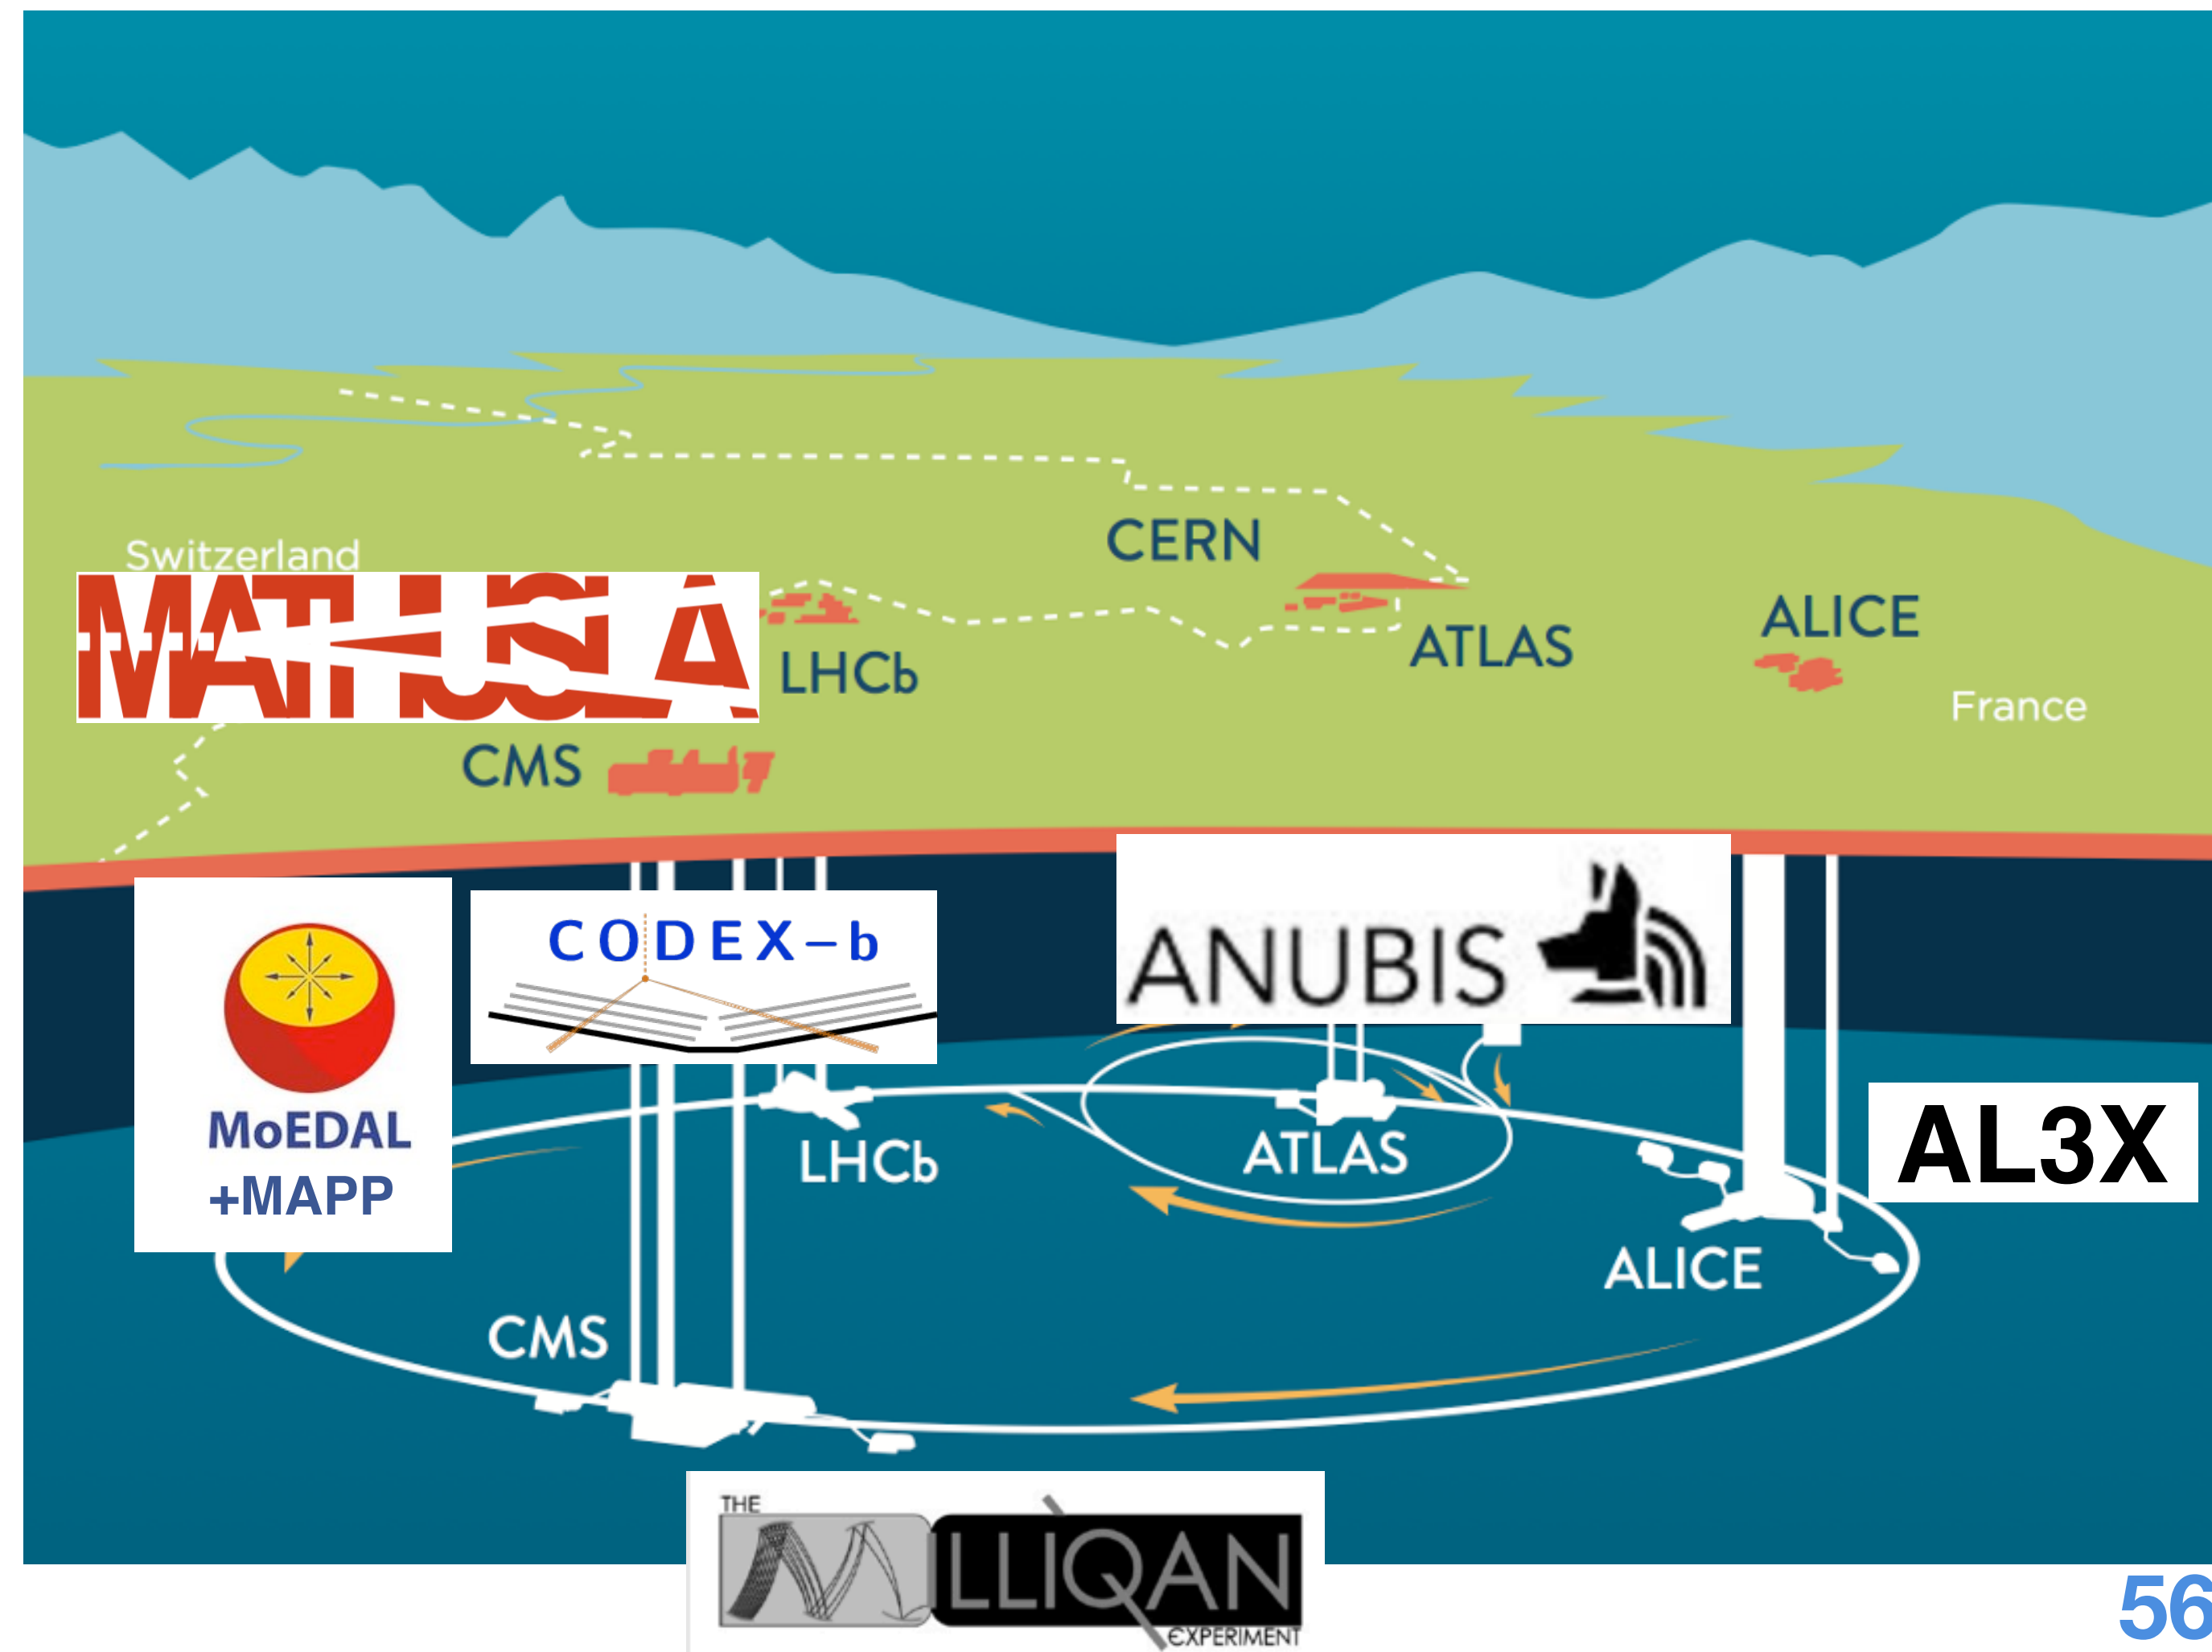 CERN
Switzerland
MATHUSLA
ALICE
ATLAS
LHCb
France
CMS
CODEX-b
ANUBIS
MoEDAL
+MAPP
LHCb
ATLAS
AL3X
ALICE
CMS
THE
MILLIQAN
EXPERIMENT
56